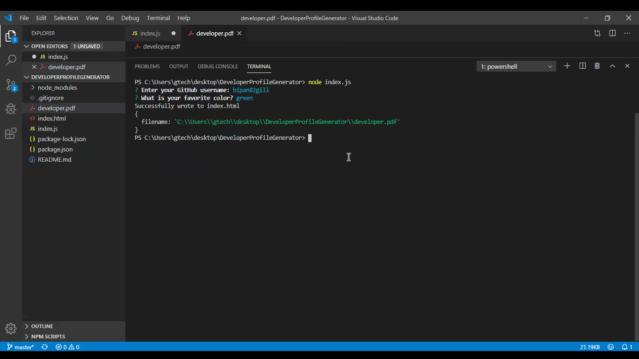 File Edit Selection View Go Debug Terminal Help
developer.pdf - DeveloperProfileGenerator - Visual Studio Code
EXPLORER
OPEN EDITORS 1 UNSAVED
JS index.js
developer.pdf
DEVELOPERPROFILEGENERATOR
node_modules
.gitignore
developer.pdf
index.html
JS index.js
{} package-lock.json
{} package.json
README.md
OUTLINE
NPM SCRIPTS
JS index.js
developer.pdf
developer.pdf
PROBLEMS OUTPUT DEBUG CONSOLE TERMINAL
1: powershell
PS C:\Users\gtech\desktop\DeveloperProfileGenerator> node index.js
? Enter your GitHub username: bipan82gill
? What is your favorite color? green
Successfully wrote to index.html
{
filename: 'C:\\Users\\gtech\\desktop\\DeveloperProfileGenerator\\developer.pdf'
}
PS C:\Users\gtech\desktop\DeveloperProfileGenerator>
master* 0 0
21.19KB 1